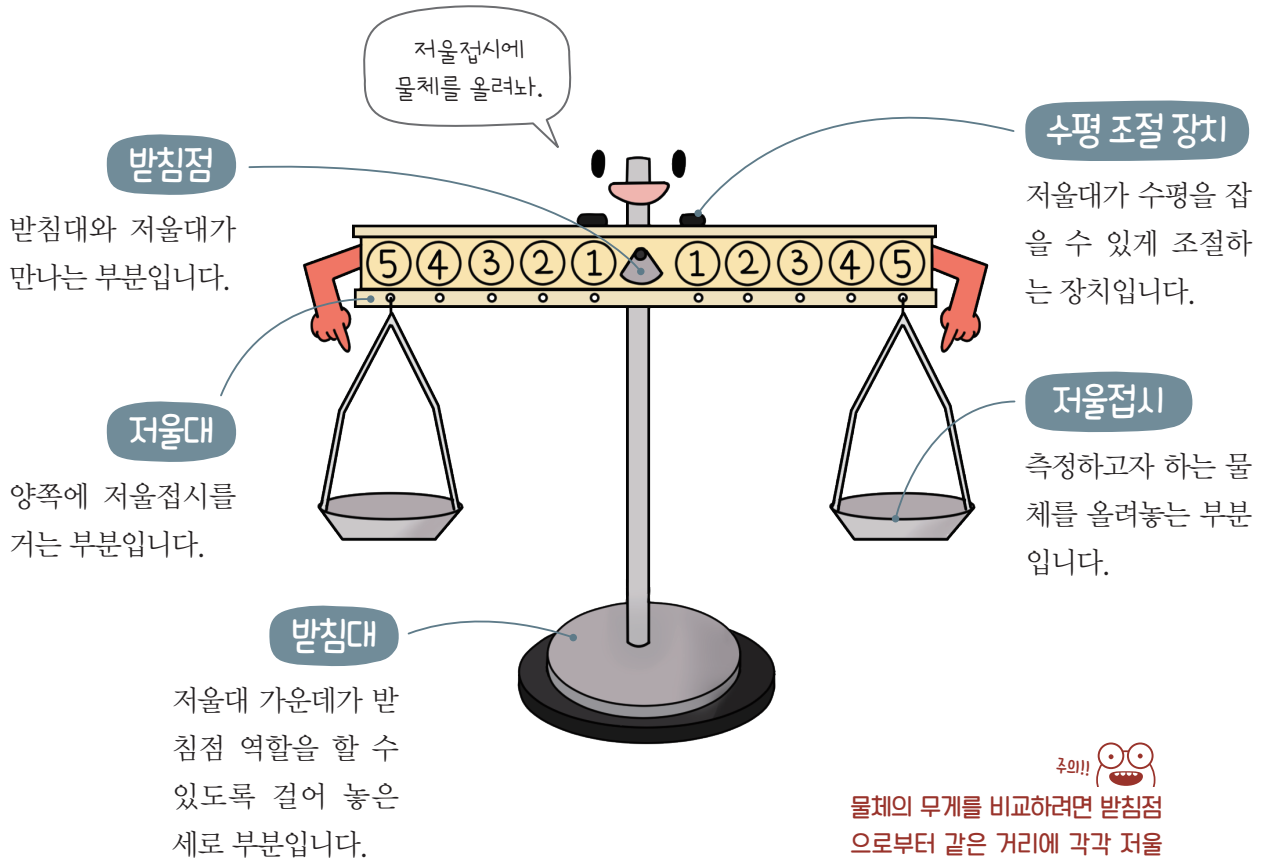 저울접시에
물체를 올려놔.
받침점
받침대와 저울대가
만나는 부분입니다.
수평 조절 장치
저울대가 수평을 잡
을 수 있게 조절하
는 장치입니다.
5 4 3 2 1 1 2 3 4 5
저울대
양쪽에 저울접시를
거는 부분입니다.
저울접시
측정하고자 하는 물
체를 올려놓는 부분
입니다.
받침대
저울대 가운데가 받
침점 역할을 할 수
있도록 걸어 놓은
세로 부분입니다.
주의!!
물체의 무게를 비교하려면 받침점
으로부터 같은 거리에 각각 저울